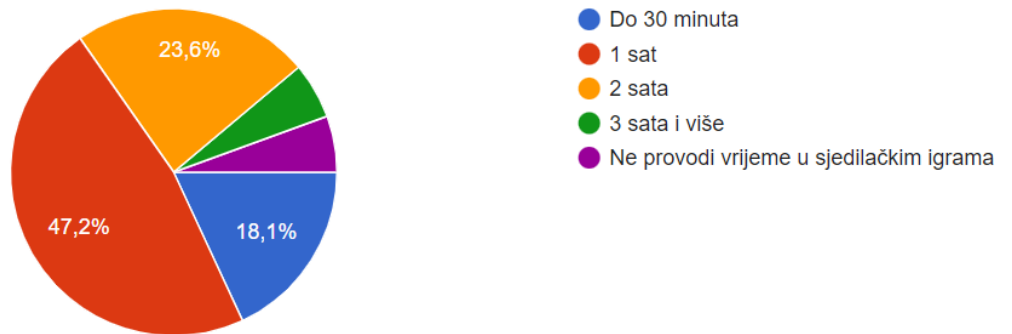 23,6%
47,2%
18,1%
Do 30 minuta
1 sat
2 sata
3 sata i više
Ne provodi vrijeme u sjedilačkim igrama